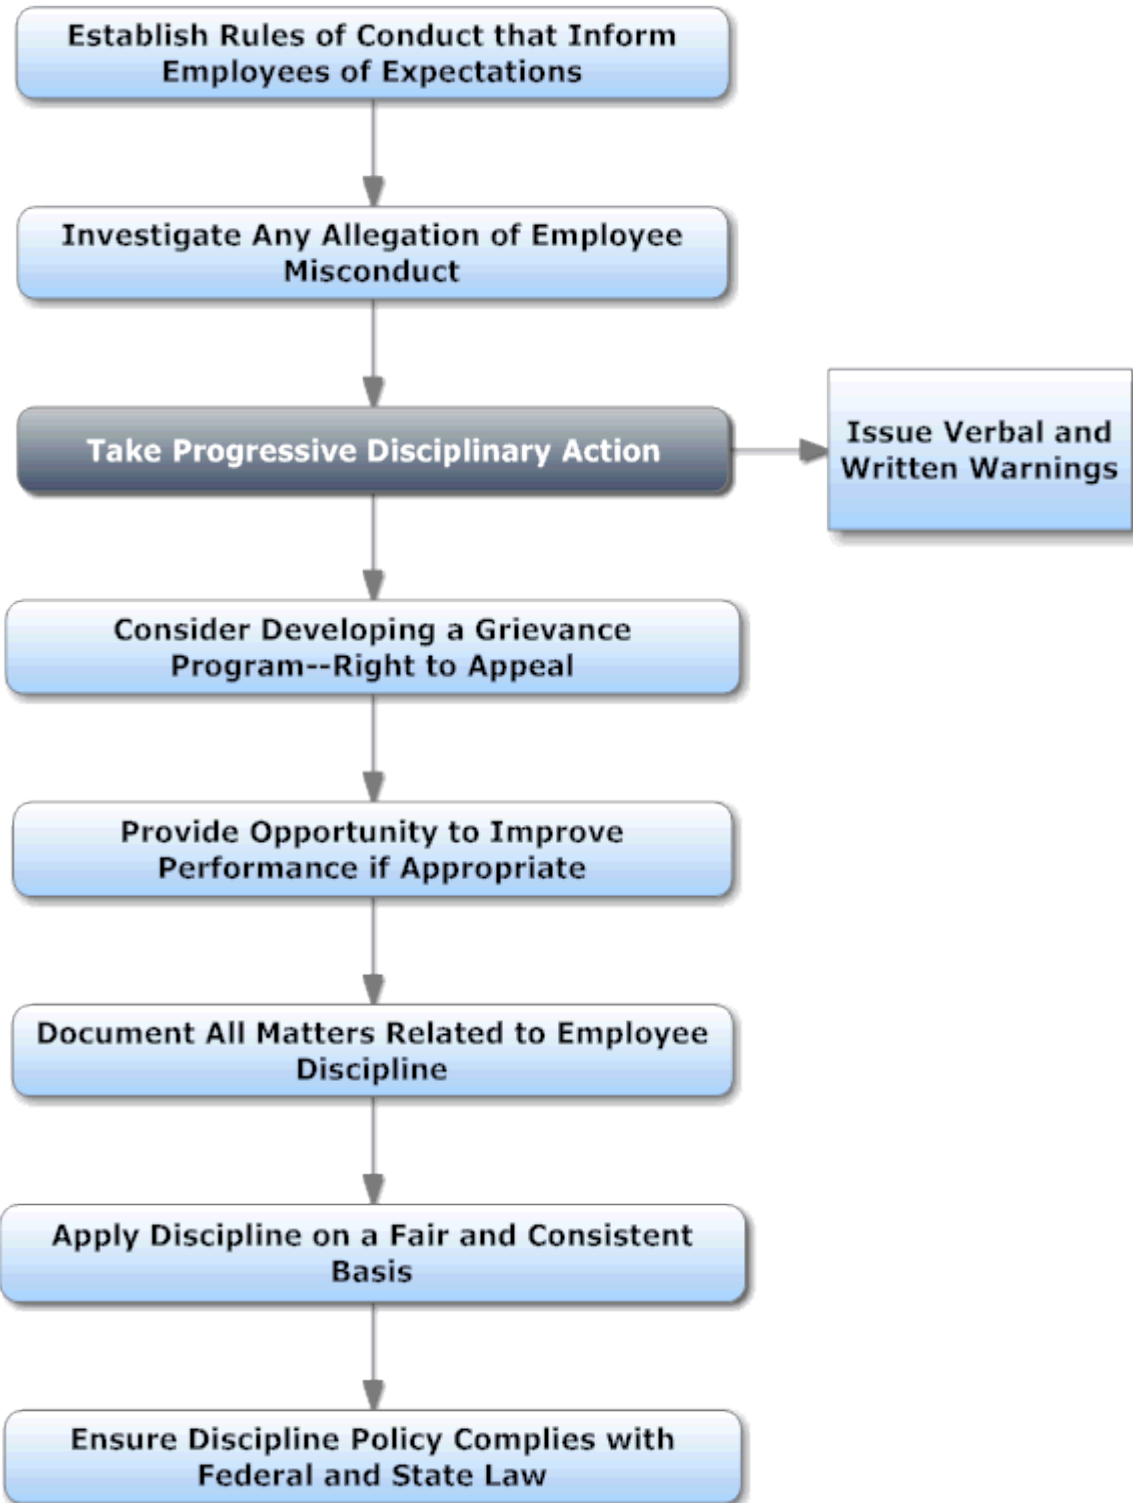 Establish Rules of Conduct that Inform
Employees of Expectations
Investigate Any Allegation of Employee
Misconduct
Take Progressive Disciplinary Action
Issue Verbal and
Written Warnings
Consider Developing a Grievance
Program--Right to Appeal
Provide Opportunity to Improve
Performance if Appropriate
Document All Matters Related to Employee
Discipline
Apply Discipline on a Fair and Consistent
Basis
Ensure Discipline Policy Complies with
Federal and State Law